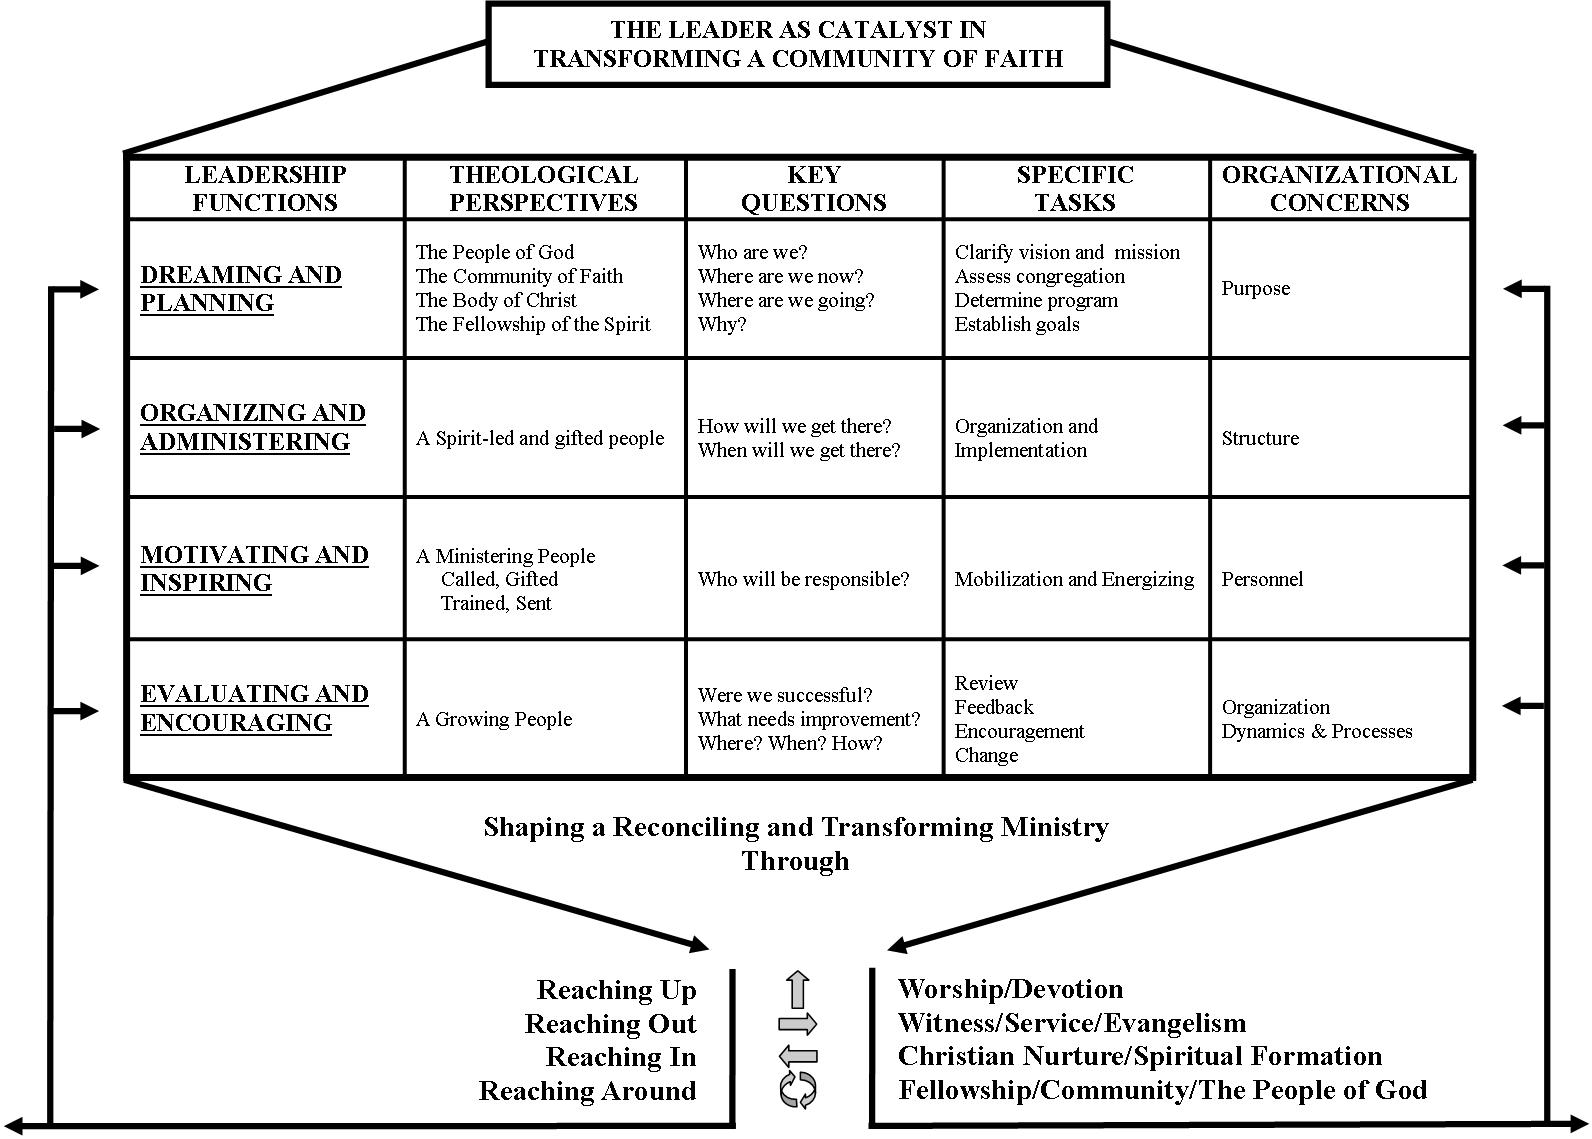 THE LEADER AS CATALYST IN
TRANSFORMING A COMMUNITY OF FAITH
LEADERSHIP
FUNCTIONS
THEOLOGICAL
PERSPECTIVES
KEY
QUESTIONS
SPECIFIC
TASKS
ORGANIZATIONAL
CONCERNS
DREAMING AND
PLANNING
The People of God
The Community of Faith
The Body of Christ
The Fellowship of the Spirit
Who are we?
Where are we now?
Where are we going?
Why?
Clarify vision and mission
Assess congregation
Determine program
Establish goals
Purpose
ORGANIZING AND
ADMINISTERING
A Spirit-led and gifted people
How will we get there?
When will we get there?
Organization and
Implementation
Structure
MOTIVATING AND
INSPIRING
A Ministering People
Called, Gifted
Trained, Sent
Who will be responsible?
Mobilization and Energizing
Personnel
EVALUATING AND
ENCOURAGING
A Growing People
Were we successful?
What needs improvement?
Where? When? How?
Review
Feedback
Encouragement
Change
Organization
Dynamics & Processes
Shaping a Reconciling and Transforming Ministry
Through
Reaching Up
Reaching Out
Reaching In
Reaching Around
Worship/Devotion
Witness/Service/Evangelism
Christian Nurture/Spiritual Formation
Fellowship/Community/The People of God